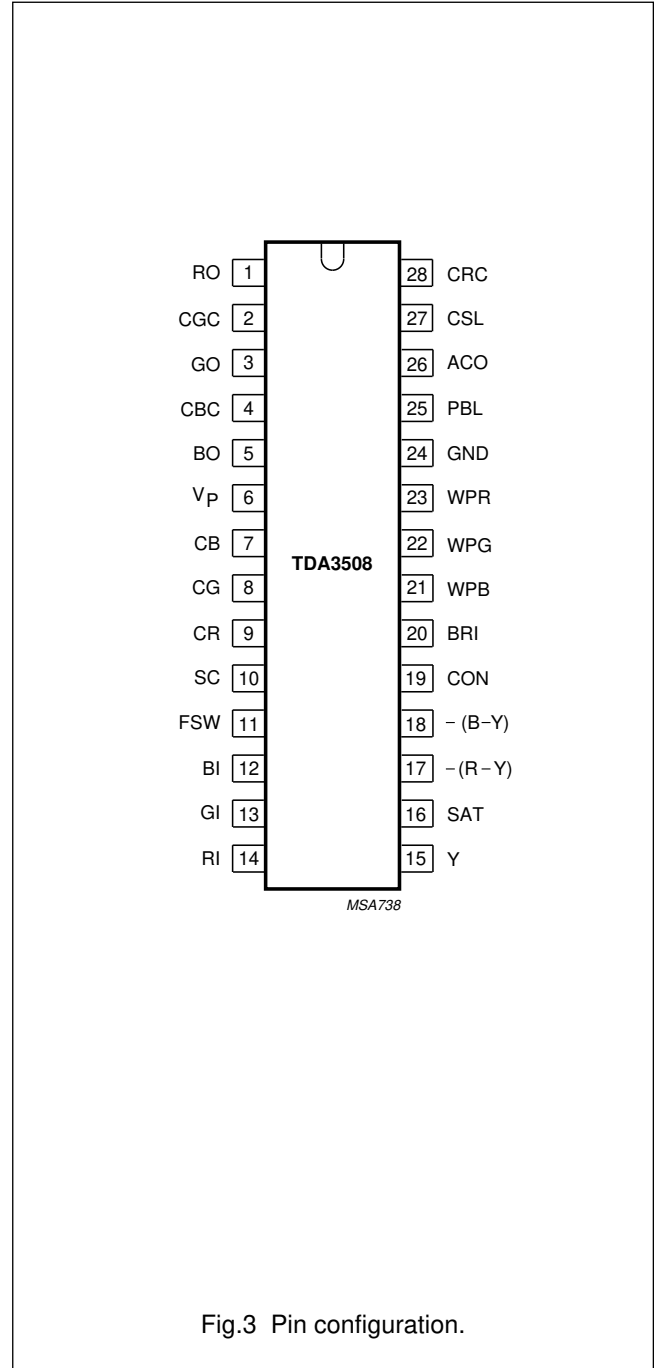 RO 1 28 CRC
CGC 2 27 CSL
GO 3 26 ACO
CBC 4 25 PBL
BO 5 24 GND
VP 6 23 WPR
CB 7 22 WPG
TDA3508
CG 8 21 WPB
CR 9 20 BRI
SC 10 19 CON
FSW 11 18 – (B–Y)
BI 12 17 –(R–Y)
GI 13 16 SAT
RI 14 15 Y
MSA738
Fig.3 Pin configuration.